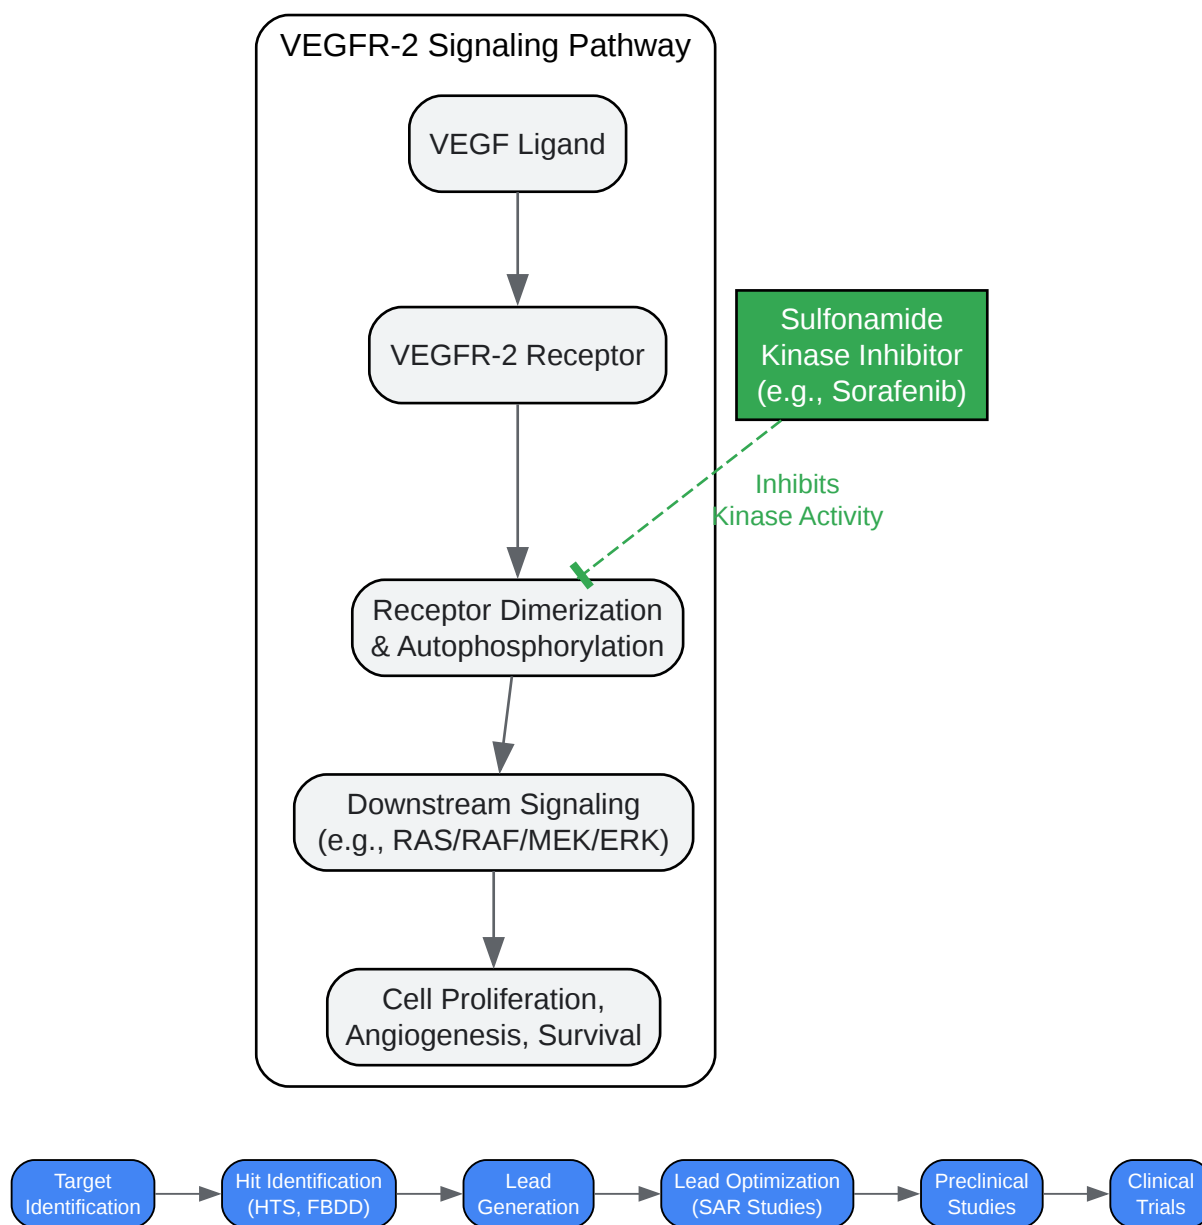 VEGFR-2 Signaling Pathway
VEGF Ligand
VEGFR-2 Receptor
Sulfonamide
Kinase Inhibitor
(e.g., Sorafenib)
Inhibits
Kinase Activity
Receptor Dimerization
& Autophosphorylation
Downstream Signaling
(e.g., RAS/RAF/MEK/ERK)
Cell Proliferation,
Angiogenesis, Survival
Target
Identification
Hit Identification
(HTS, FBDD)
Lead
Generation
Lead Optimization
(SAR Studies)
Preclinical
Studies
Clinical
Trials